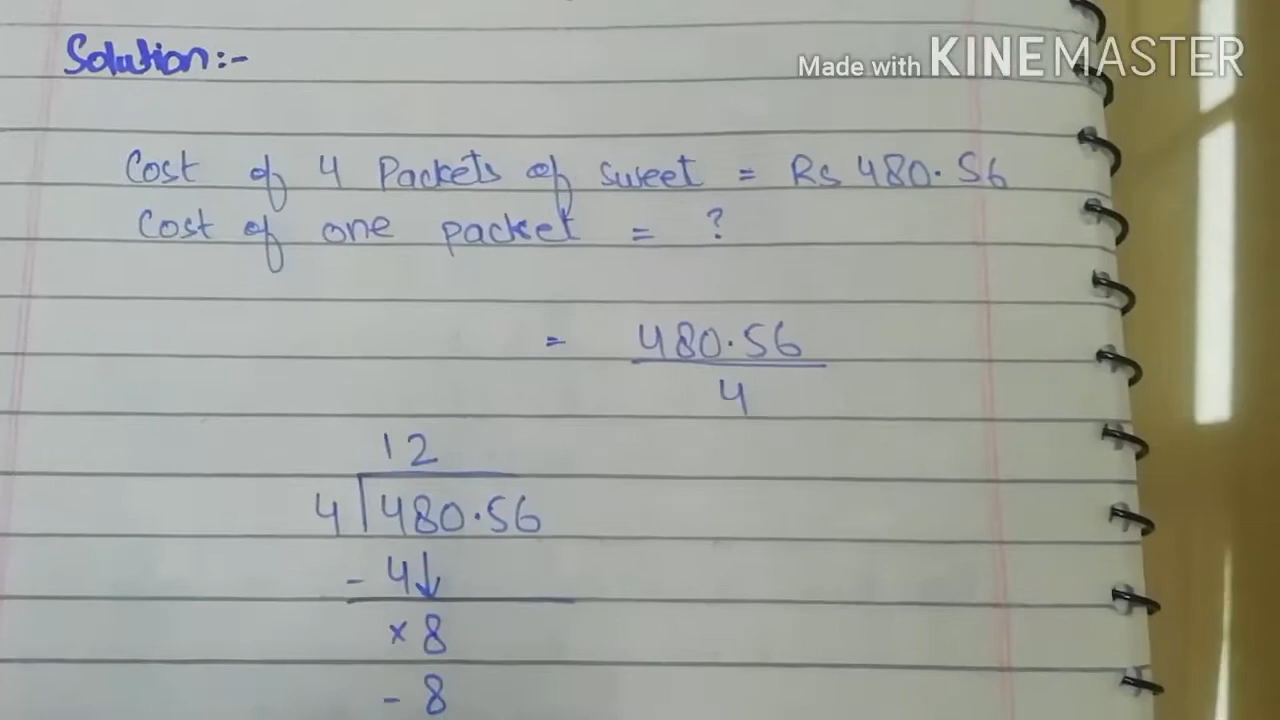 Solution:-
Made with KINEMASTER
Cost of 4 Packets of sweet = Rs 480.56
Cost of one packet = ?
= 480.56
4
12
4 480.56
- 4↓
× 8
- 8